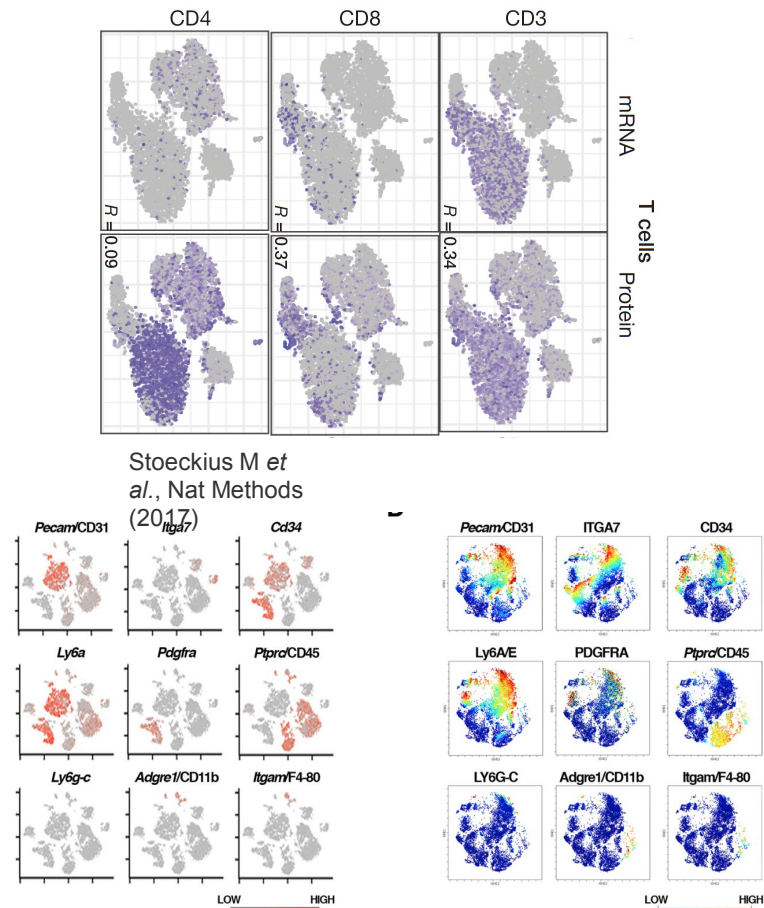 CD4 CD8 CD3
mRNA
T cells
Protein
R = 0.09
R = 0.37
R = 0.34
Stoeckius M et
al., Nat Methods
(2017)
Pecam/CD31 Itga7 Cd34
Ly6a Pdgfra Ptprc/CD45
Ly6g-c Adgre1/CD11b Itgam/F4-80
LOW HIGH
Pecam/CD31 ITGA7 CD34
Ly6A/E PDGFRA Ptprc/CD45
LY6G-C Adgre1/CD11b Itgam/F4-80
LOW HIGH